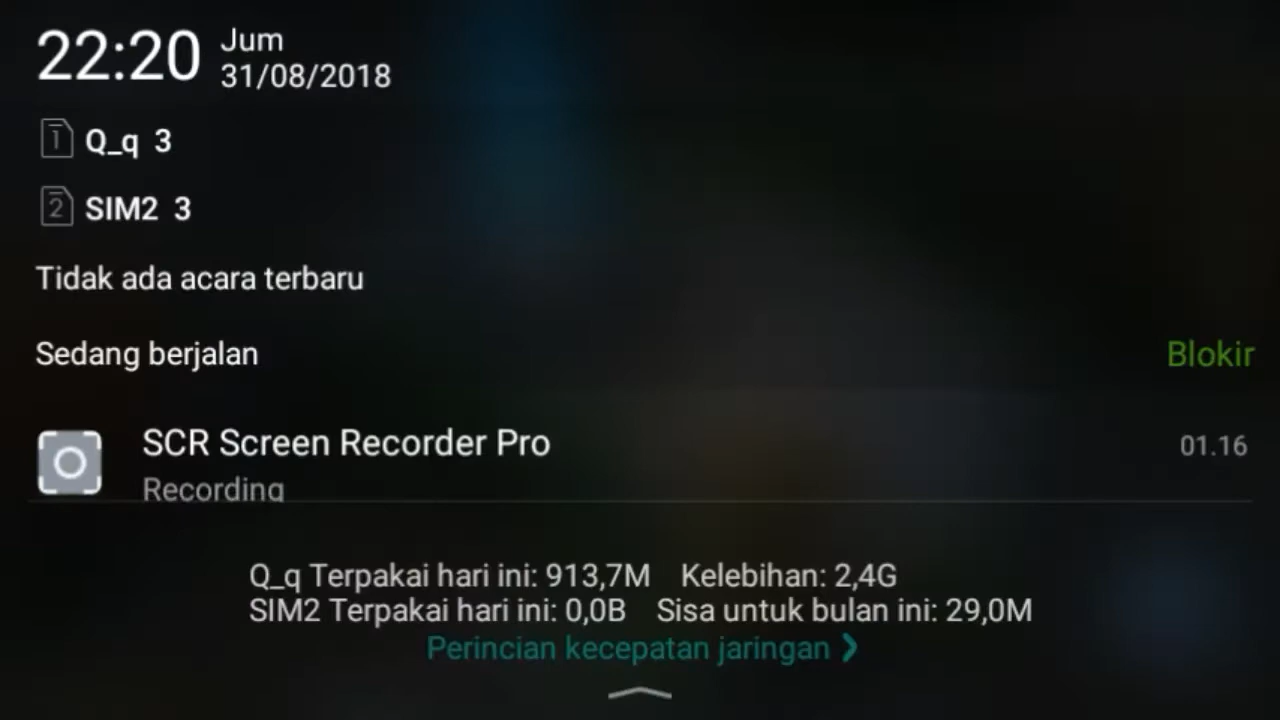 22:20 Jum
31/08/2018
1 Q_q 3
2 SIM2 3
Tidak ada acara terbaru
Sedang berjalan Blokir
SCR Screen Recorder Pro 01.16
Recording
Q_q Terpakai hari ini: 913,7M Kelebihan: 2,4G
SIM2 Terpakai hari ini: 0,0B Sisa untuk bulan ini: 29,0M
Perincian kecepatan jaringan ❯